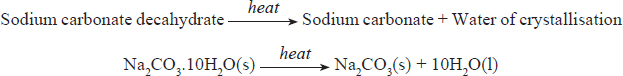 heat
Sodium carbonate decahydrate ⟶ Sodium carbonate + Water of crystallisation
heat
Na₂CO₃.10H₂O(s) ⟶ Na₂CO₃(s) + 10H₂O(l)